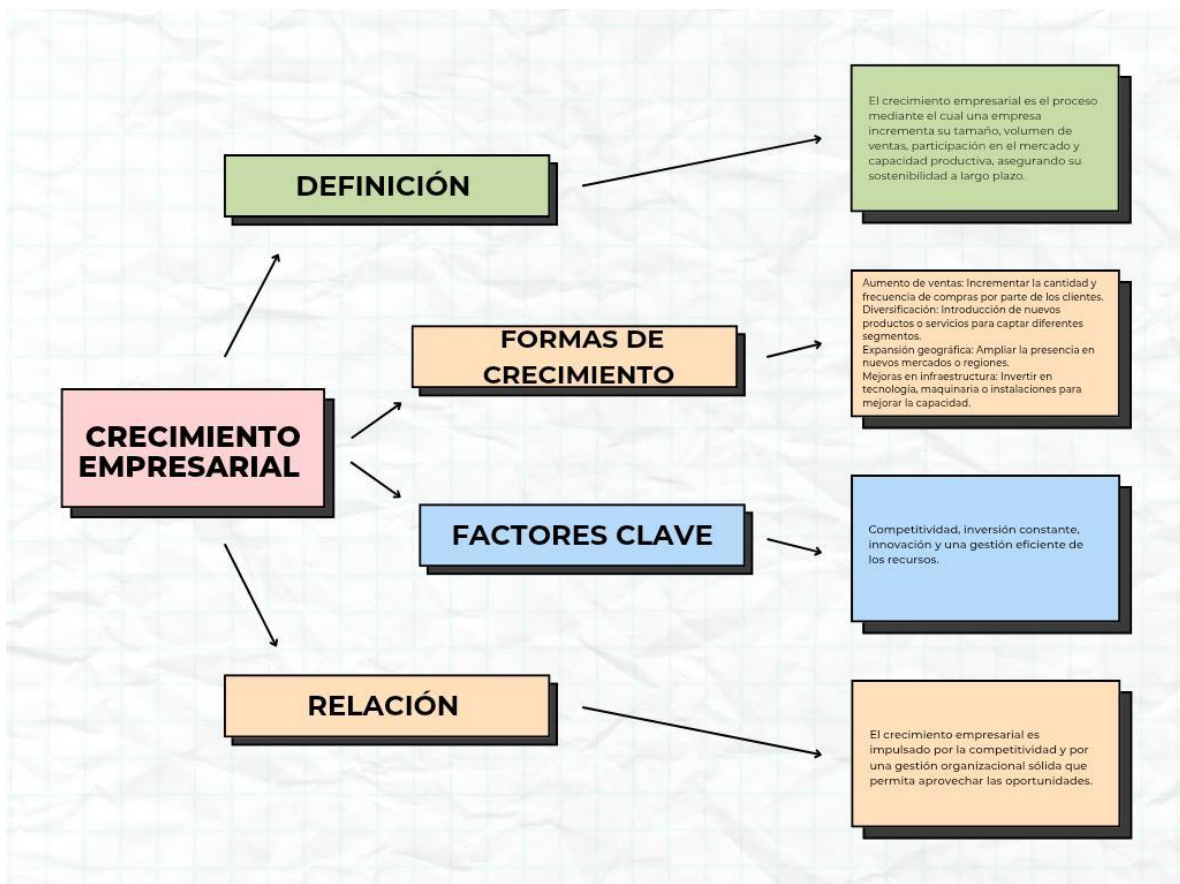 CRECIMIENTO
EMPRESARIAL
DEFINICIÓN
El crecimiento empresarial es el proceso
mediante el cual una empresa
incrementa su tamaño, volumen de
ventas, participación en el mercado y
capacidad productiva, asegurando su
sostenibilidad a largo plazo.
FORMAS DE
CRECIMIENTO
Aumento de ventas: Incrementar la cantidad y
frecuencia de compras por parte de los clientes.
Diversificación: Introducción de nuevos
productos o servicios para captar diferentes
segmentos.
Expansión geográfica: Ampliar la presencia en
nuevos mercados o regiones.
Mejoras en infraestructura: Invertir en
tecnología, maquinaria o instalaciones para
mejorar la capacidad.
FACTORES CLAVE
Competitividad, inversión constante,
innovación y una gestión eficiente de
los recursos.
RELACIÓN
El crecimiento empresarial es
impulsado por la competitividad y por
una gestión organizacional sólida que
permita aprovechar las oportunidades.